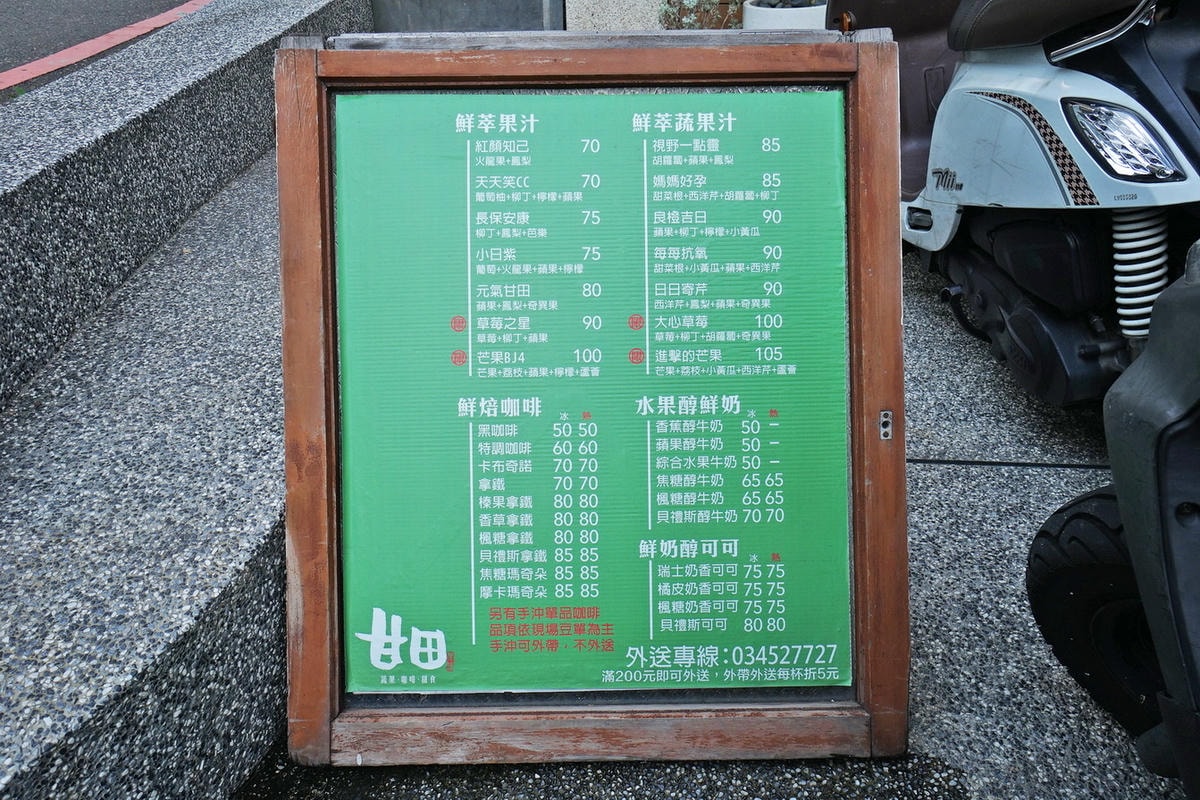 鮮萃果汁
紅顏知己 70
火龍果+鳳梨
天天笑CC 70
葡萄柚+柳丁+檸檬+蘋果
長保安康 75
柳丁+鳳梨+芭樂
小日紫 75
葡萄+火龍果+蘋果+檸檬
元氣甘田 80
蘋果+鳳梨+奇異果
草莓之星 90
草莓+柳丁+蘋果
芒果BJ4 100
芒果+荔枝+蘋果+檸檬+蘆薈
鮮萃蔬果汁
視野一點靈 85
胡蘿蔔+蘋果+鳳梨
媽媽好孕 85
甜菜根+西洋芹+胡蘿蔔+柳丁
良檢吉日 90
蘋果+柳丁+檸檬+小黃瓜
每每抗氧 90
甜菜根+小黃瓜+蘋果+西洋芹
日日寄芹 90
西洋芹+鳳梨+蘋果+奇異果
大心草莓 100
草莓+柳丁+胡蘿蔔+奇異果
進擊的芒果 105
芒果+荔枝+小黃瓜+西洋芹+蘆薈
鮮焙咖啡 冰 熱
黑咖啡 50 50
特調咖啡 60 60
卡布奇諾 70 70
拿鐵 70 70
榛果拿鐵 80 80
香草拿鐵 80 80
楓糖拿鐵 80 80
貝禮斯拿鐵 85 85
焦糖瑪奇朵 85 85
摩卡瑪奇朵 85 85
另有手沖單品咖啡
品項依現場豆單為主
手沖可外帶，不外送
水果醇鮮奶 冰 熱
香蕉醇牛奶 50 -
蘋果醇牛奶 50 -
綜合水果牛奶 50 -
焦糖醇牛奶 65 65
楓糖醇牛奶 65 65
貝禮斯醇牛奶 70 70
鮮奶醇可可 冰 熱
瑞士奶香可可 75 75
橘皮奶香可可 75 75
楓糖奶香可可 75 75
貝禮斯可可 80 80
甘田
蔬果·咖啡·輕食
外送專線:034527727
滿200元即可外送，外帶外送每杯折5元
Mii